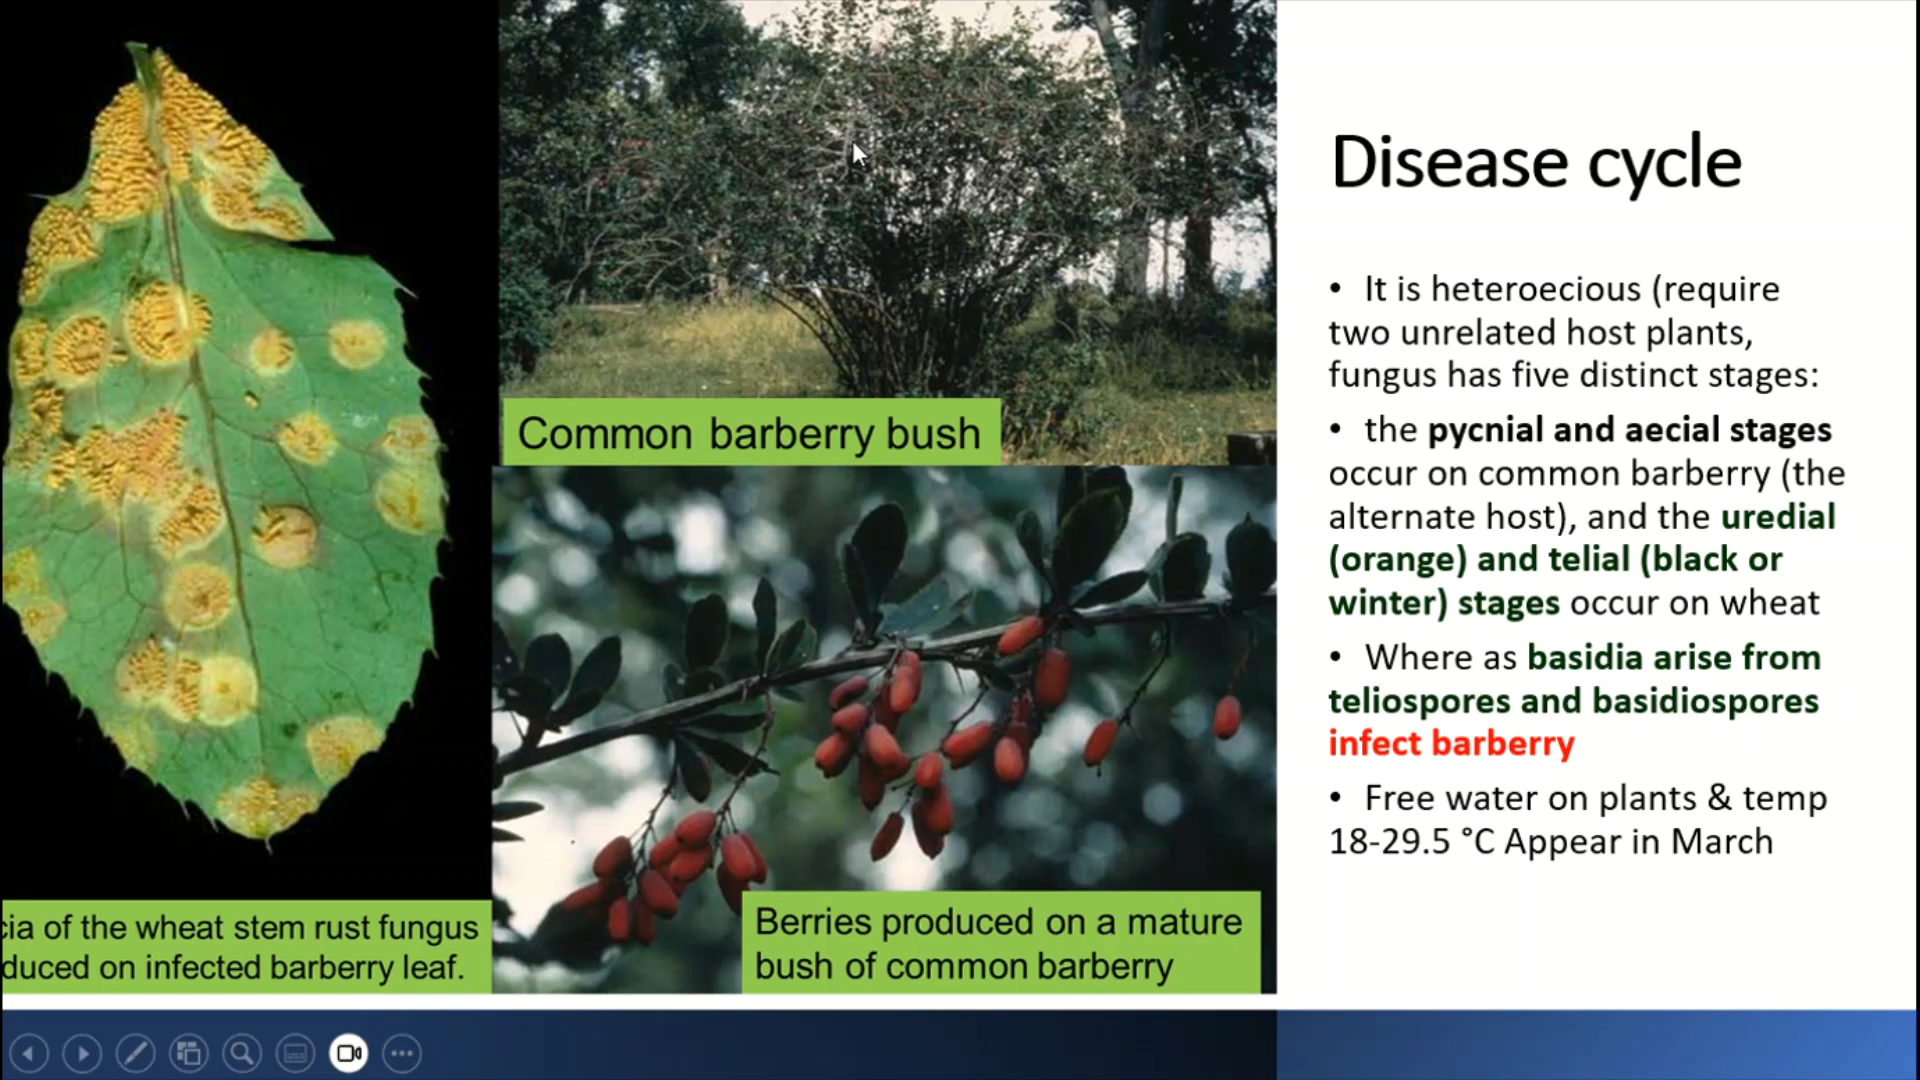 Common barberry bush
cia of the wheat stem rust fungus
duced on infected barberry leaf.
Berries produced on a mature
bush of common barberry
Disease cycle
• It is heteroecious (require
two unrelated host plants,
fungus has five distinct stages:
• the pycnial and aecial stages
occur on common barberry (the
alternate host), and the uredial
(orange) and telial (black or
winter) stages occur on wheat
• Where as basidia arise from
teliospores and basidiospores
infect barberry
• Free water on plants & temp
18-29.5 °C Appear in March